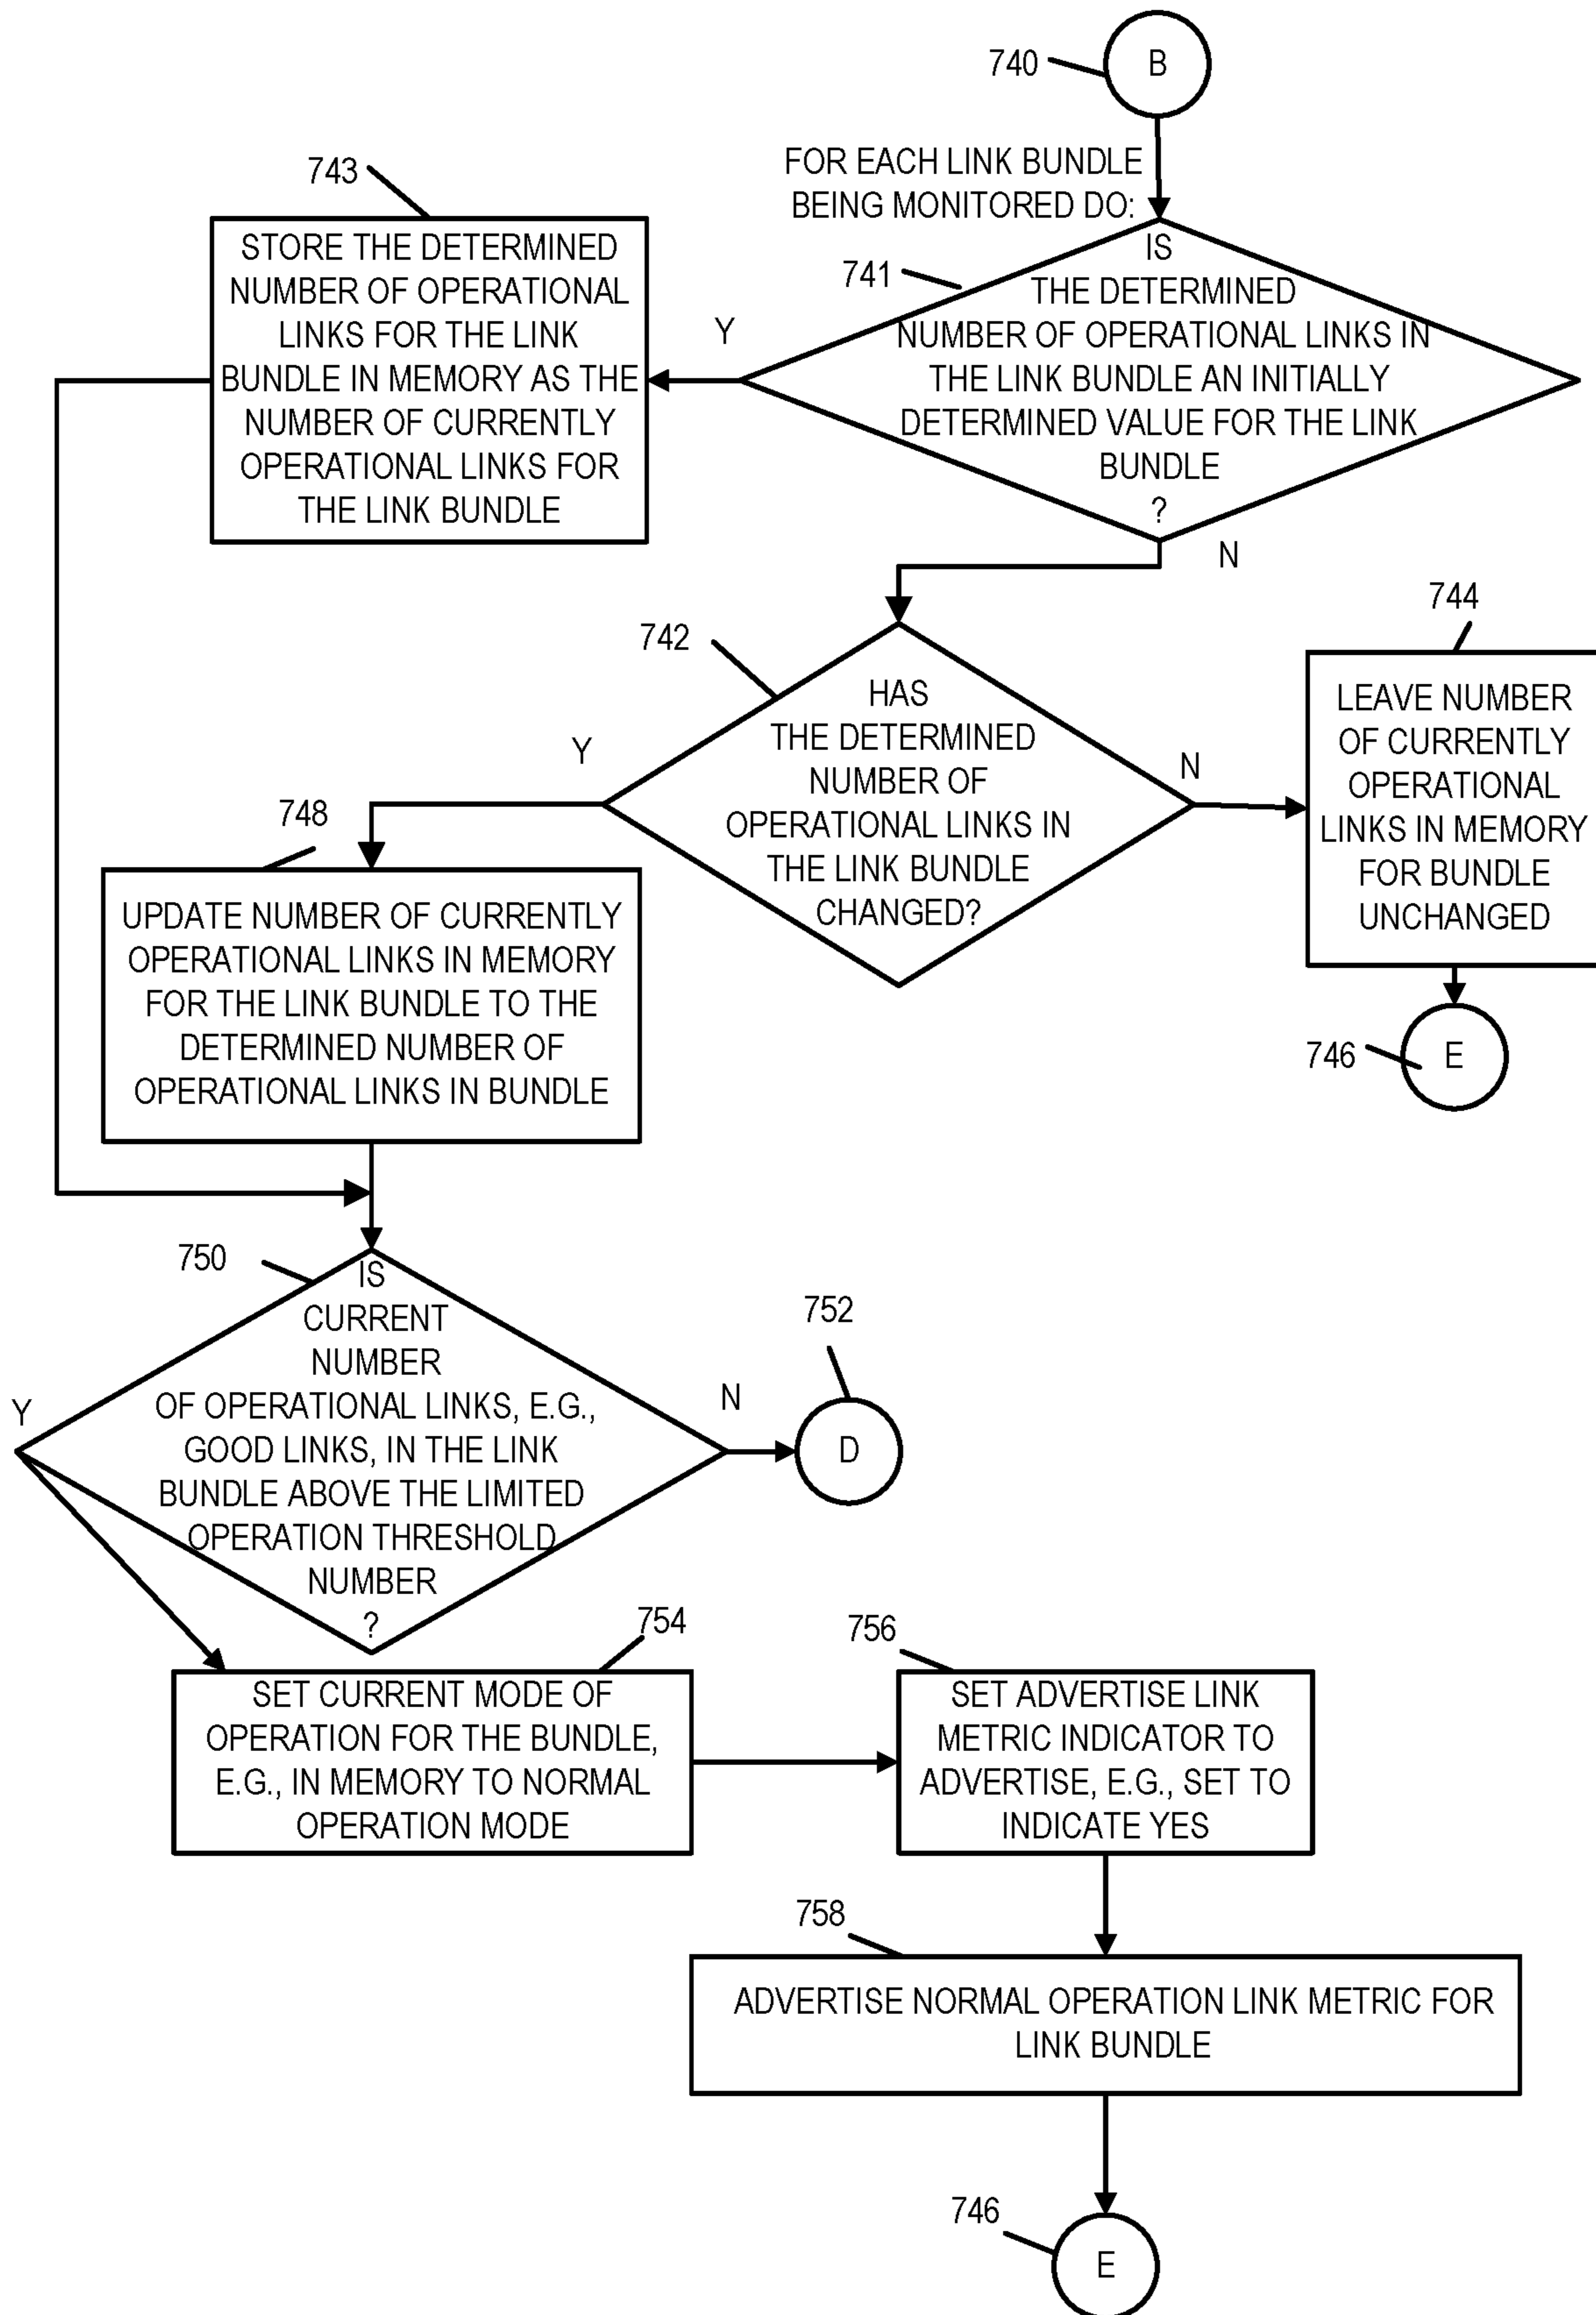 740
B
FOR EACH LINK BUNDLE
BEING MONITORED DO:
743
STORE THE DETERMINED
NUMBER OF OPERATIONAL
LINKS FOR THE LINK
BUNDLE IN MEMORY AS THE
NUMBER OF CURRENTLY
OPERATIONAL LINKS FOR
THE LINK BUNDLE
Y
741
IS
THE DETERMINED
NUMBER OF OPERATIONAL LINKS IN
THE LINK BUNDLE AN INITIALLY
DETERMINED VALUE FOR THE LINK
BUNDLE
?
N
742
HAS
THE DETERMINED
NUMBER OF
OPERATIONAL LINKS IN
THE LINK BUNDLE
CHANGED?
Y
N
744
LEAVE NUMBER
OF CURRENTLY
OPERATIONAL
LINKS IN MEMORY
FOR BUNDLE
UNCHANGED
746
E
748
UPDATE NUMBER OF CURRENTLY
OPERATIONAL LINKS IN MEMORY
FOR THE LINK BUNDLE TO THE
DETERMINED NUMBER OF
OPERATIONAL LINKS IN BUNDLE
750
IS
CURRENT
NUMBER
OF OPERATIONAL LINKS, E.G.,
GOOD LINKS, IN THE LINK
BUNDLE ABOVE THE LIMITED
OPERATION THRESHOLD
NUMBER
?
Y
N
752
D
754
SET CURRENT MODE OF
OPERATION FOR THE BUNDLE,
E.G., IN MEMORY TO NORMAL
OPERATION MODE
756
SET ADVERTISE LINK
METRIC INDICATOR TO
ADVERTISE, E.G., SET TO
INDICATE YES
758
ADVERTISE NORMAL OPERATION LINK METRIC FOR
LINK BUNDLE
746
E